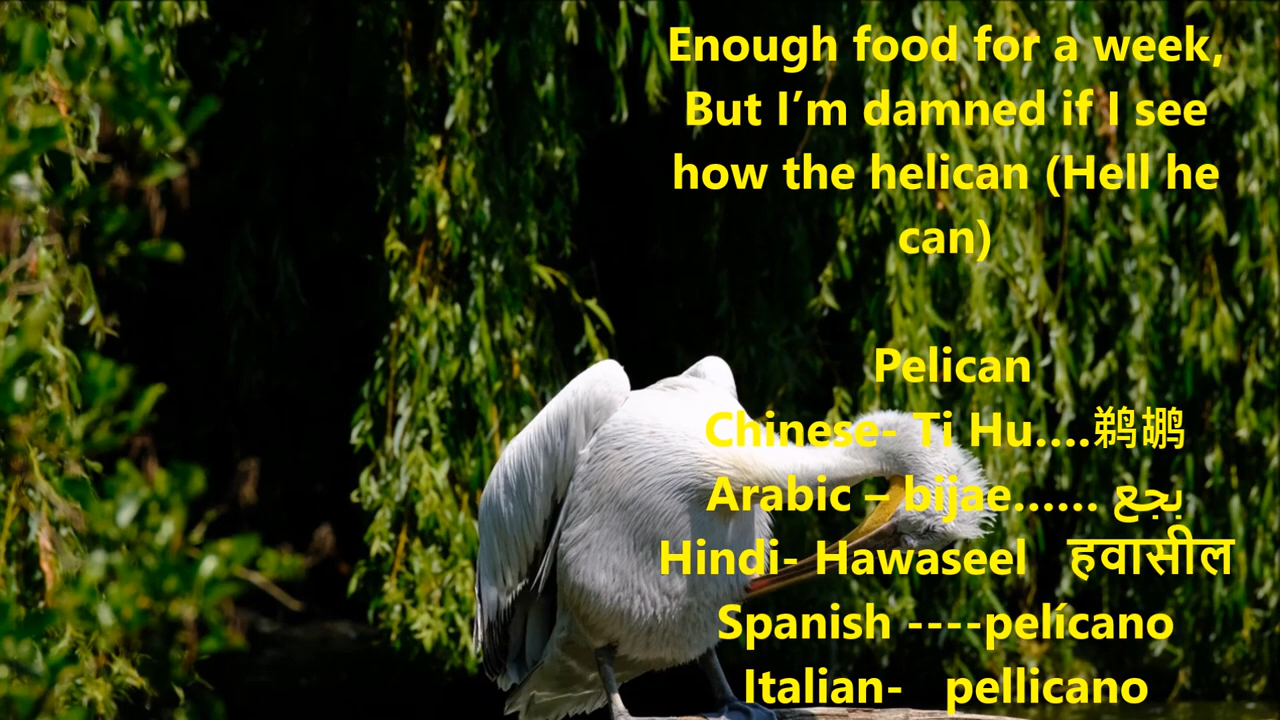 Enough food for a week,
But I’m damned if I see
how the helican (Hell he
can)
Pelican
Chinese- Ti Hu....鹈鹕
Arabic – bijae...... بجع
Hindi- Hawaseel हवासील
Spanish ----pelícano
Italian- pellicano